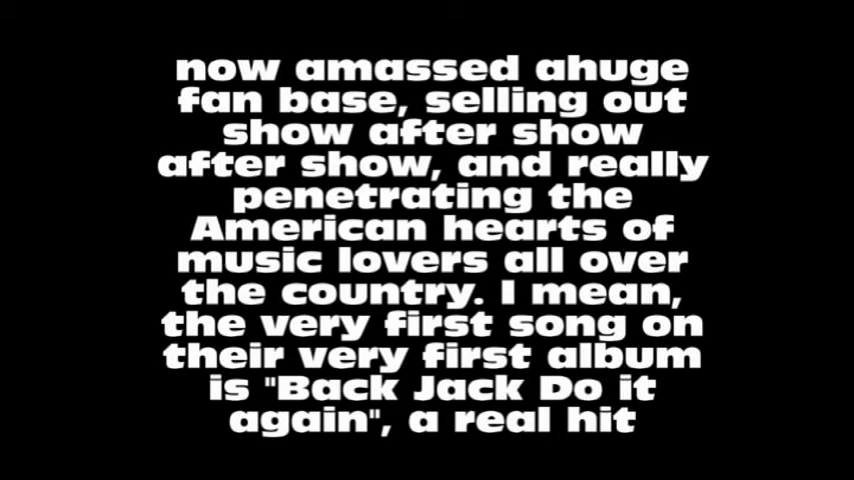 now amassed ahuge
fan base, selling out
show after show
after show, and really
penetrating the
American hearts of
music lovers all over
the country. I mean,
the very first song on
their very first album
is "Back Jack Do it
again", a real hit